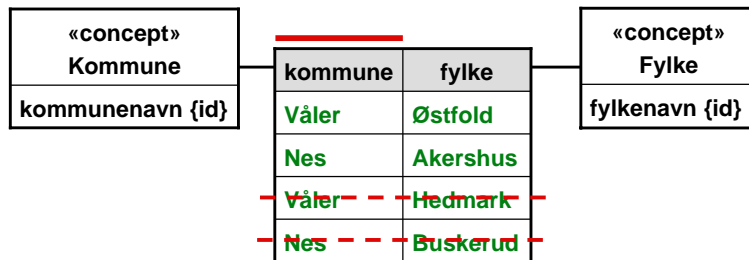 «concept»
Kommune
kommunenavn {id}
kommune fylke
Våler Østfold
Nes Akershus
Våler Hedmark
Nes Buskerud
«concept»
Fylke
fylkenavn {id}